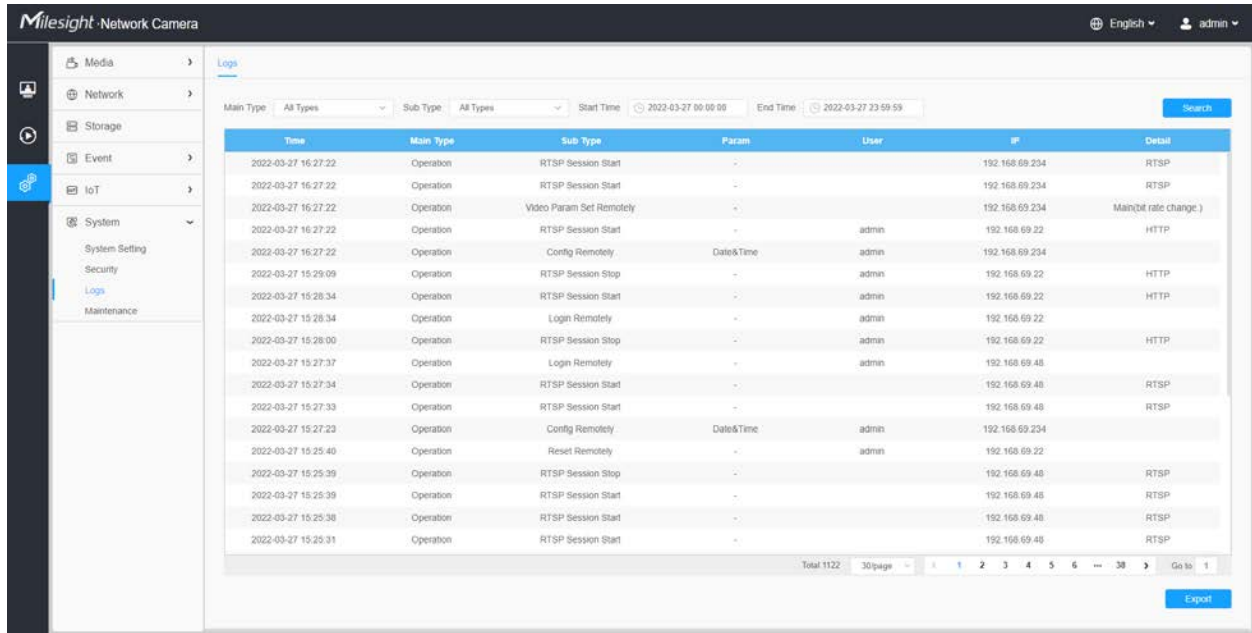 Milesight · Network Camera English admin
Media
Network
Storage
Event
IoT
System
System Setting
Security
Logs
Maintenance
Logs
Main Type All Types Sub Type All Types Start Time 2022-03-27 00:00:00 End Time 2022-03-27 23:59:59 Search
Time Main Type Sub Type Param User IP Detail
2022-03-27 16:27:22 Operation RTSP Session Start - 192.168.69.234 RTSP
2022-03-27 16:27:22 Operation RTSP Session Start - 192.168.69.234 RTSP
2022-03-27 16:27:22 Operation Video Param Set Remotely - 192.168.69.234 Main(bit rate change.)
2022-03-27 16:27:22 Operation RTSP Session Start - admin 192.168.69.22 HTTP
2022-03-27 16:27:22 Operation Config Remotely Date&Time admin 192.168.69.234
2022-03-27 15:29:09 Operation RTSP Session Stop - admin 192.168.69.22 HTTP
2022-03-27 15:28:34 Operation RTSP Session Start - admin 192.168.69.22 HTTP
2022-03-27 15:28:34 Operation Login Remotely - admin 192.168.69.22
2022-03-27 15:28:00 Operation RTSP Session Stop - admin 192.168.69.22 HTTP
2022-03-27 15:27:37 Operation Login Remotely - admin 192.168.69.48
2022-03-27 15:27:34 Operation RTSP Session Start - 192.168.69.48 RTSP
2022-03-27 15:27:33 Operation RTSP Session Start - 192.168.69.48 RTSP
2022-03-27 15:27:23 Operation Config Remotely Date&Time admin 192.168.69.234
2022-03-27 15:25:40 Operation Reset Remotely - admin 192.168.69.22
2022-03-27 15:25:39 Operation RTSP Session Stop - 192.168.69.48 RTSP
2022-03-27 15:25:39 Operation RTSP Session Start - 192.168.69.48 RTSP
2022-03-27 15:25:38 Operation RTSP Session Start - 192.168.69.48 RTSP
2022-03-27 15:25:31 Operation RTSP Session Start - 192.168.69.48 RTSP
Total 1122 30/page 1 2 3 4 5 6 ... 38 Go to 1
Export